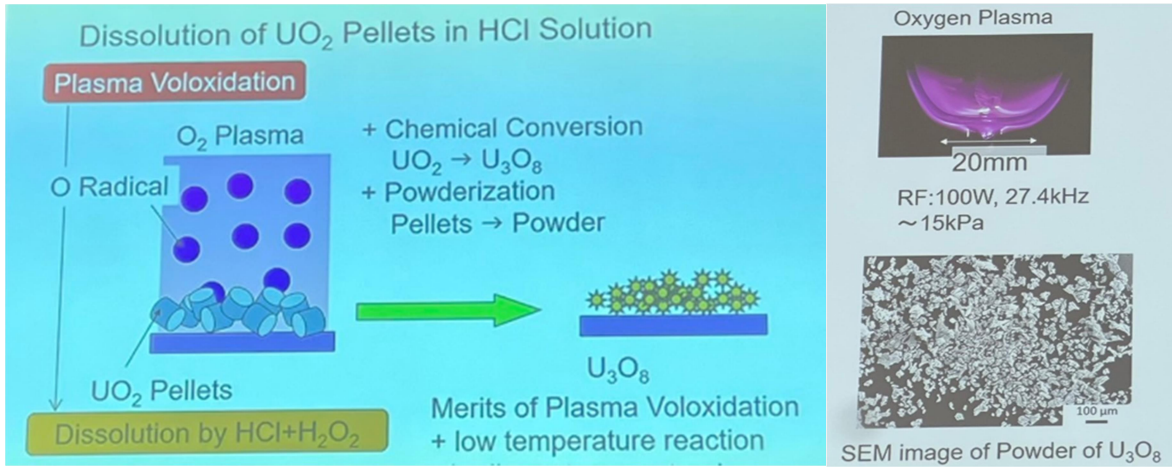 Dissolution of UO₂ Pellets in HCl Solution
Plasma Voloxidation
O₂ Plasma
O Radical
+ Chemical Conversion
UO₂ → U₃O₈
+ Powderization
Pellets → Powder
UO₂ Pellets
U₃O₈
Dissolution by HCl+H₂O₂
Merits of Plasma Voloxidation
+ low temperature reaction
Oxygen Plasma
20mm
RF:100W, 27.4kHz
～15kPa
100 μm
SEM image of Powder of U₃O₈